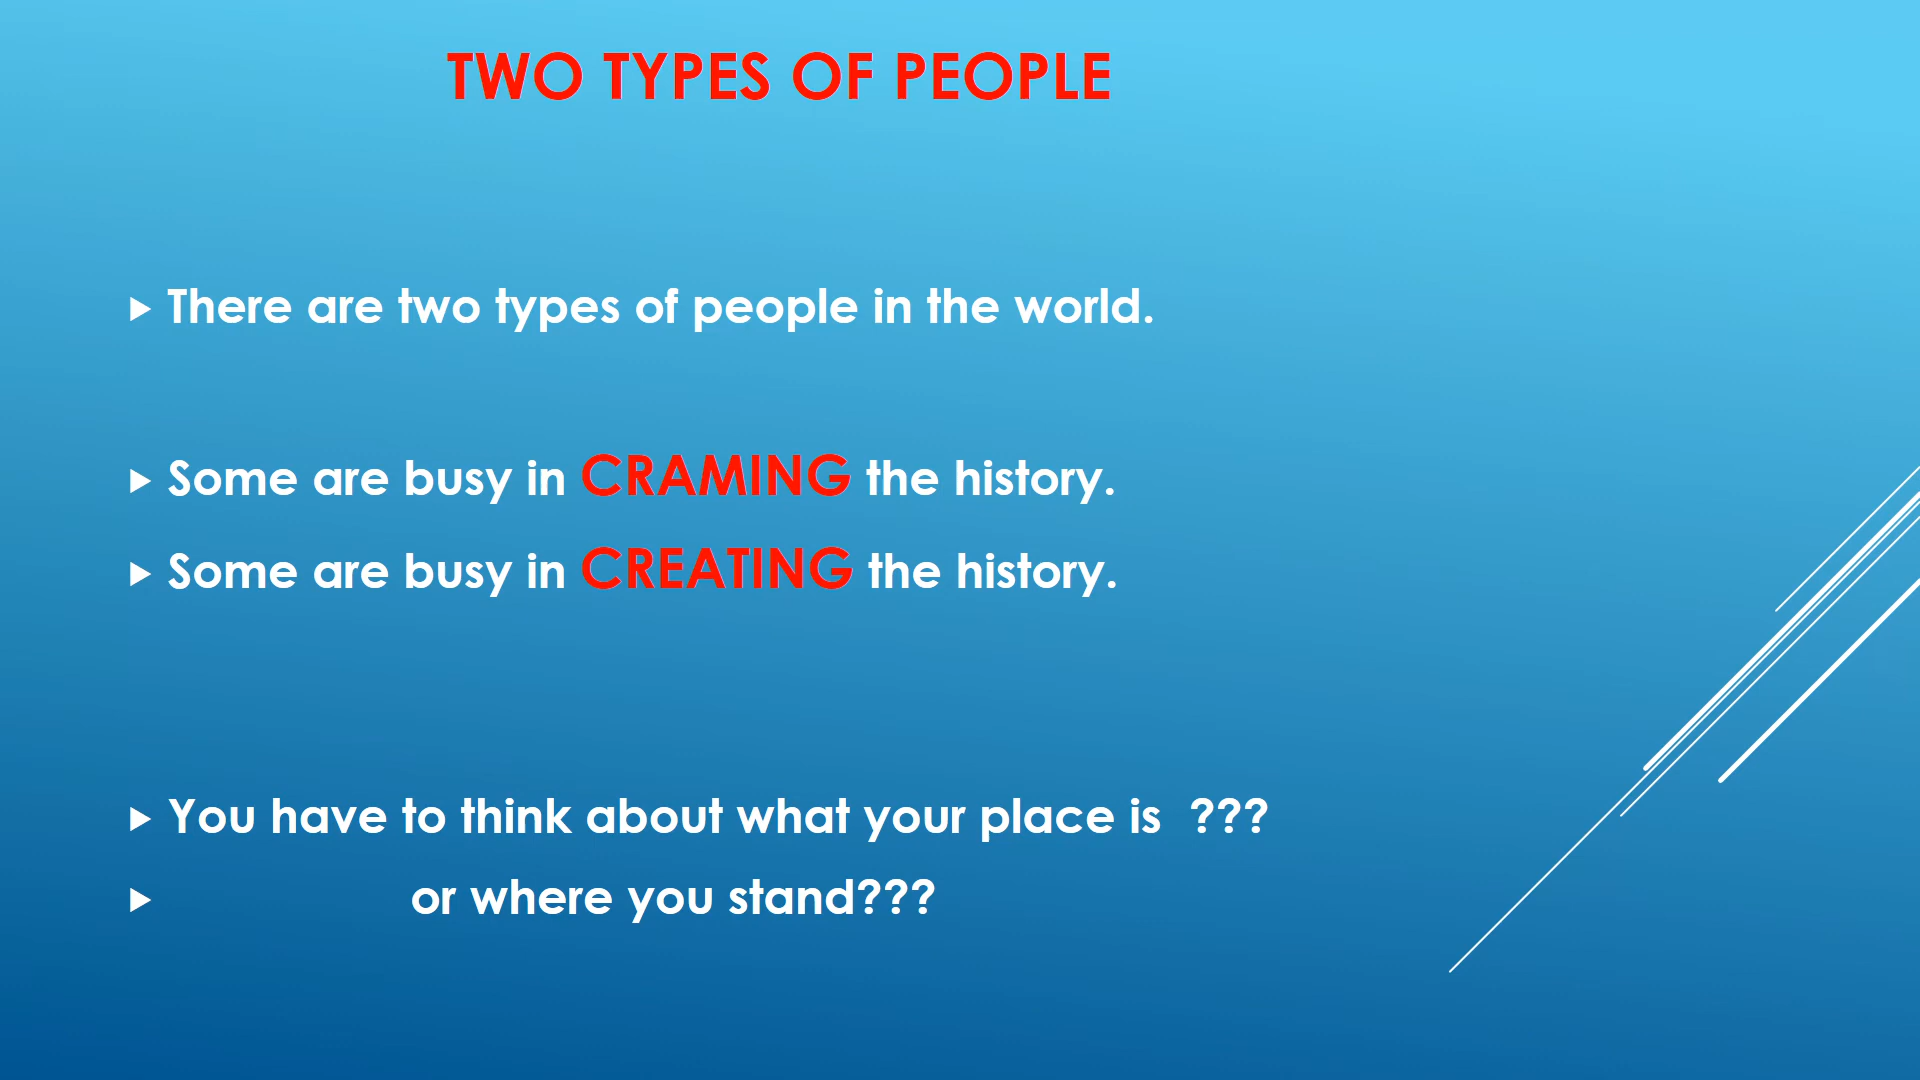 TWO TYPES OF PEOPLE
There are two types of people in the world.
Some are busy in CRAMING the history.
Some are busy in CREATING the history.
You have to think about what your place is ???
or where you stand???